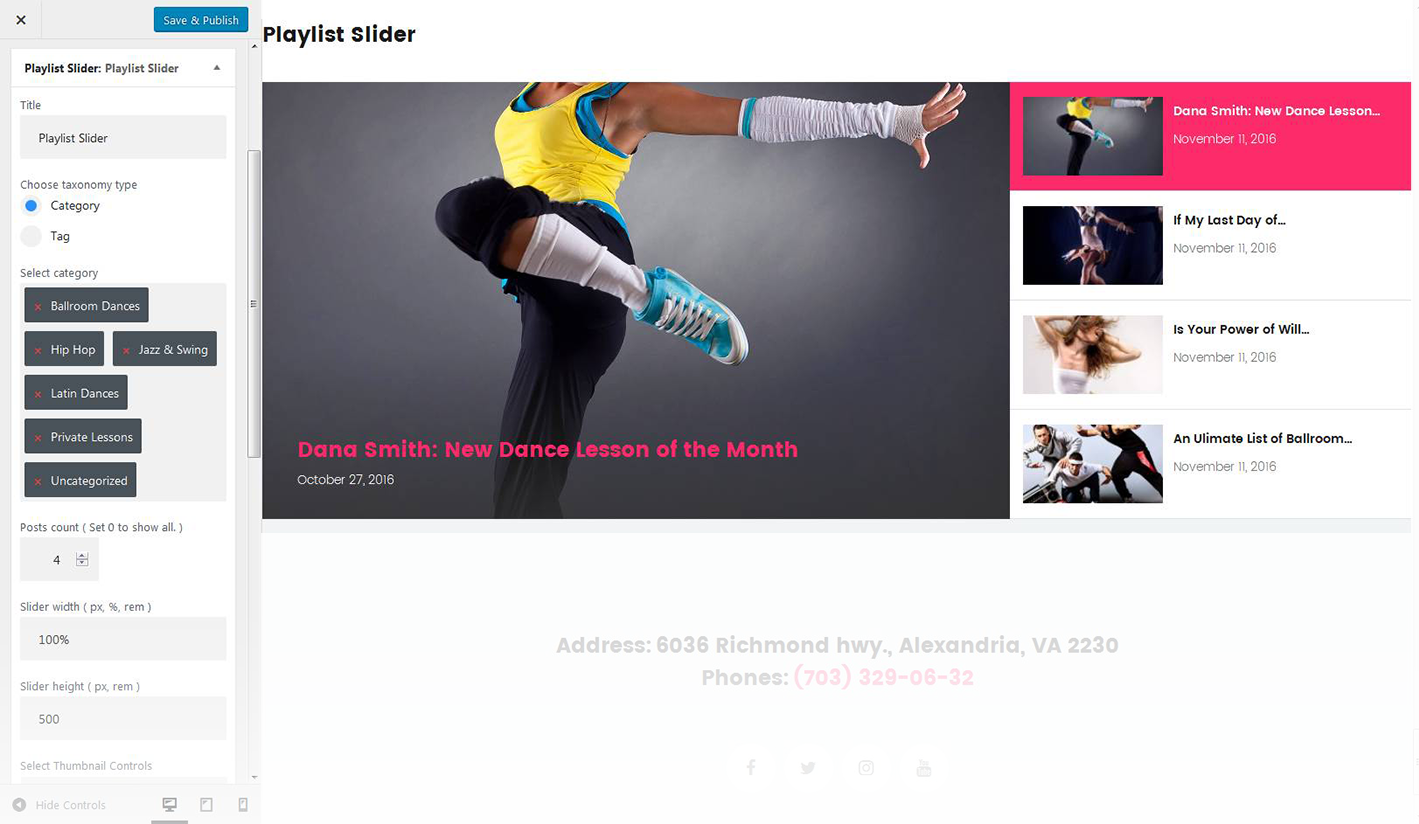 Save & Publish
Playlist Slider: Playlist Slider
Title
Playlist Slider
Choose taxonomy type
Category
Tag
Select category
× Ballroom Dances
× Hip Hop × Jazz & Swing
× Latin Dances
× Private Lessons
× Uncategorized
Posts count ( Set 0 to show all. )
4
Slider width ( px, %, rem )
100%
Slider height ( px, rem )
500
Select Thumbnail Controls
Hide Controls
Playlist Slider
Dana Smith: New Dance Lesson of the Month
October 27, 2016
Dana Smith: New Dance Lesson...
November 11, 2016
If My Last Day of...
November 11, 2016
Is Your Power of Will...
November 11, 2016
An Ulimate List of Ballroom...
November 11, 2016
Address: 6036 Richmond hwy., Alexandria, VA 2230
Phones: (703) 329-06-32